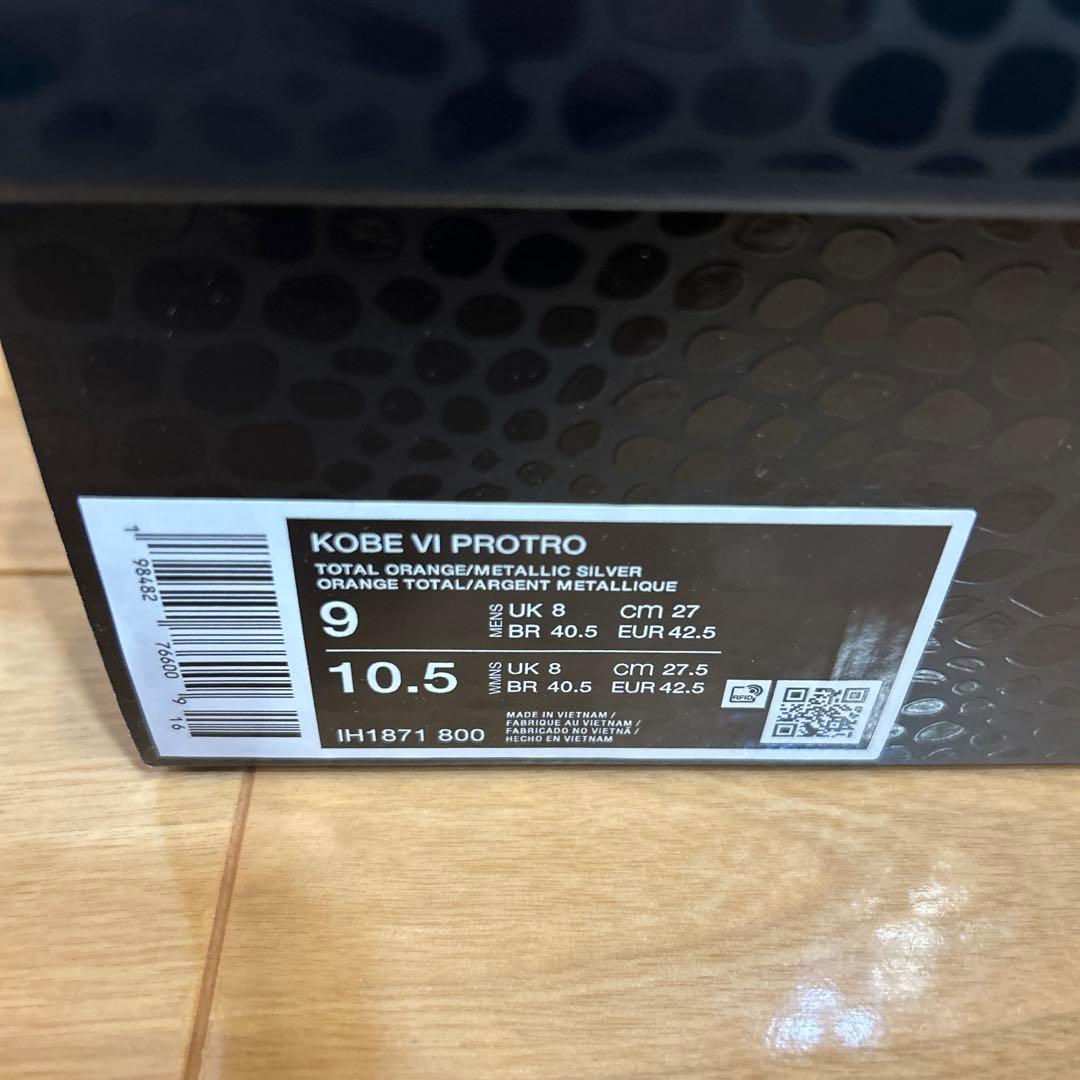 KOBE VI PROTRO
TOTAL ORANGE/METALLIC SILVER
ORANGE TOTAL/ARGENT METALLIQUE
9 MENS UK 8 cm 27
BR 40.5 EUR 42.5
10.5 WMNS UK 8 cm 27.5
BR 40.5 EUR 42.5
IH1871 800
MADE IN VIETNAM /
FABRIQUE AU VIETNAM /
FABRICADO NO VIETNÃ /
HECHO EN VIETNAM
RFID
1 98482 76600 9 16